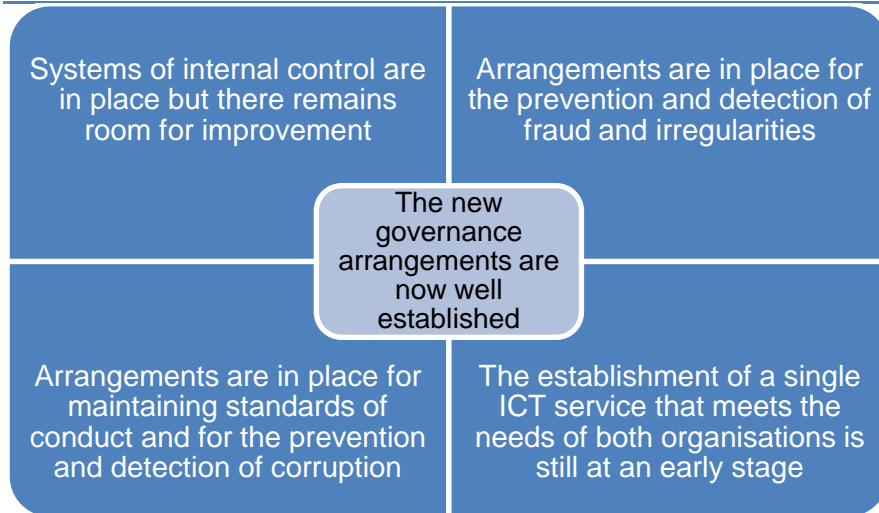 Systems of internal control are
in place but there remains
room for improvement
Arrangements are in place for
the prevention and detection of
fraud and irregularities
The new
governance
arrangements are
now well
established
Arrangements are in place for
maintaining standards of
conduct and for the prevention
and detection of corruption
The establishment of a single
ICT service that meets the
needs of both organisations is
still at an early stage